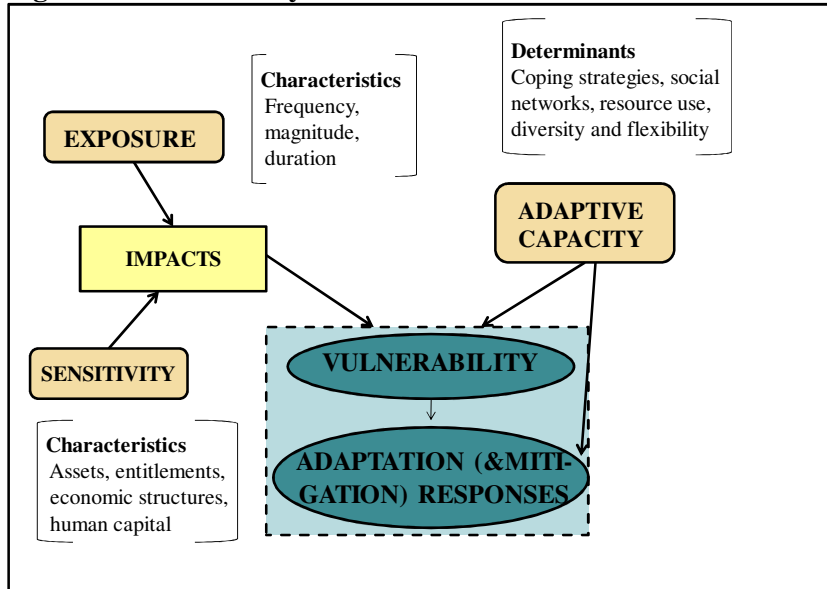 Determinants
Coping strategies, social
networks, resource use,
diversity and flexibility
Characteristics
Frequency,
magnitude,
duration
EXPOSURE
ADAPTIVE
CAPACITY
IMPACTS
SENSITIVITY
VULNERABILITY
Characteristics
Assets, entitlements,
economic structures,
human capital
ADAPTATION (&MITI-
GATION) RESPONSES